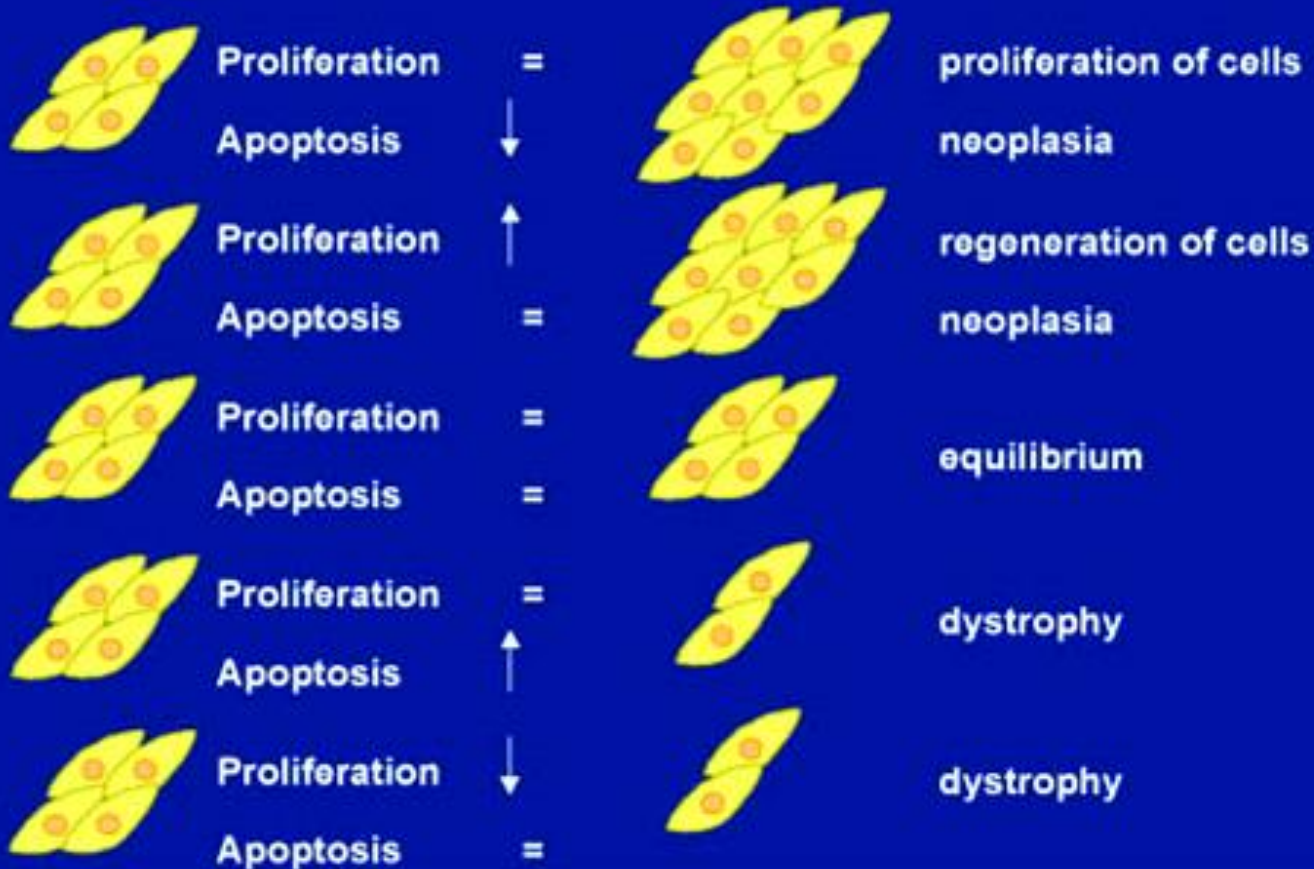 Proliferation = proliferation of cells
Apoptosis ↓ neoplasia
Proliferation ↑ regeneration of cells
Apoptosis = neoplasia
Proliferation =
Apoptosis =
equilibrium
Proliferation =
Apoptosis ↑
dystrophy
Proliferation ↓
Apoptosis =
dystrophy